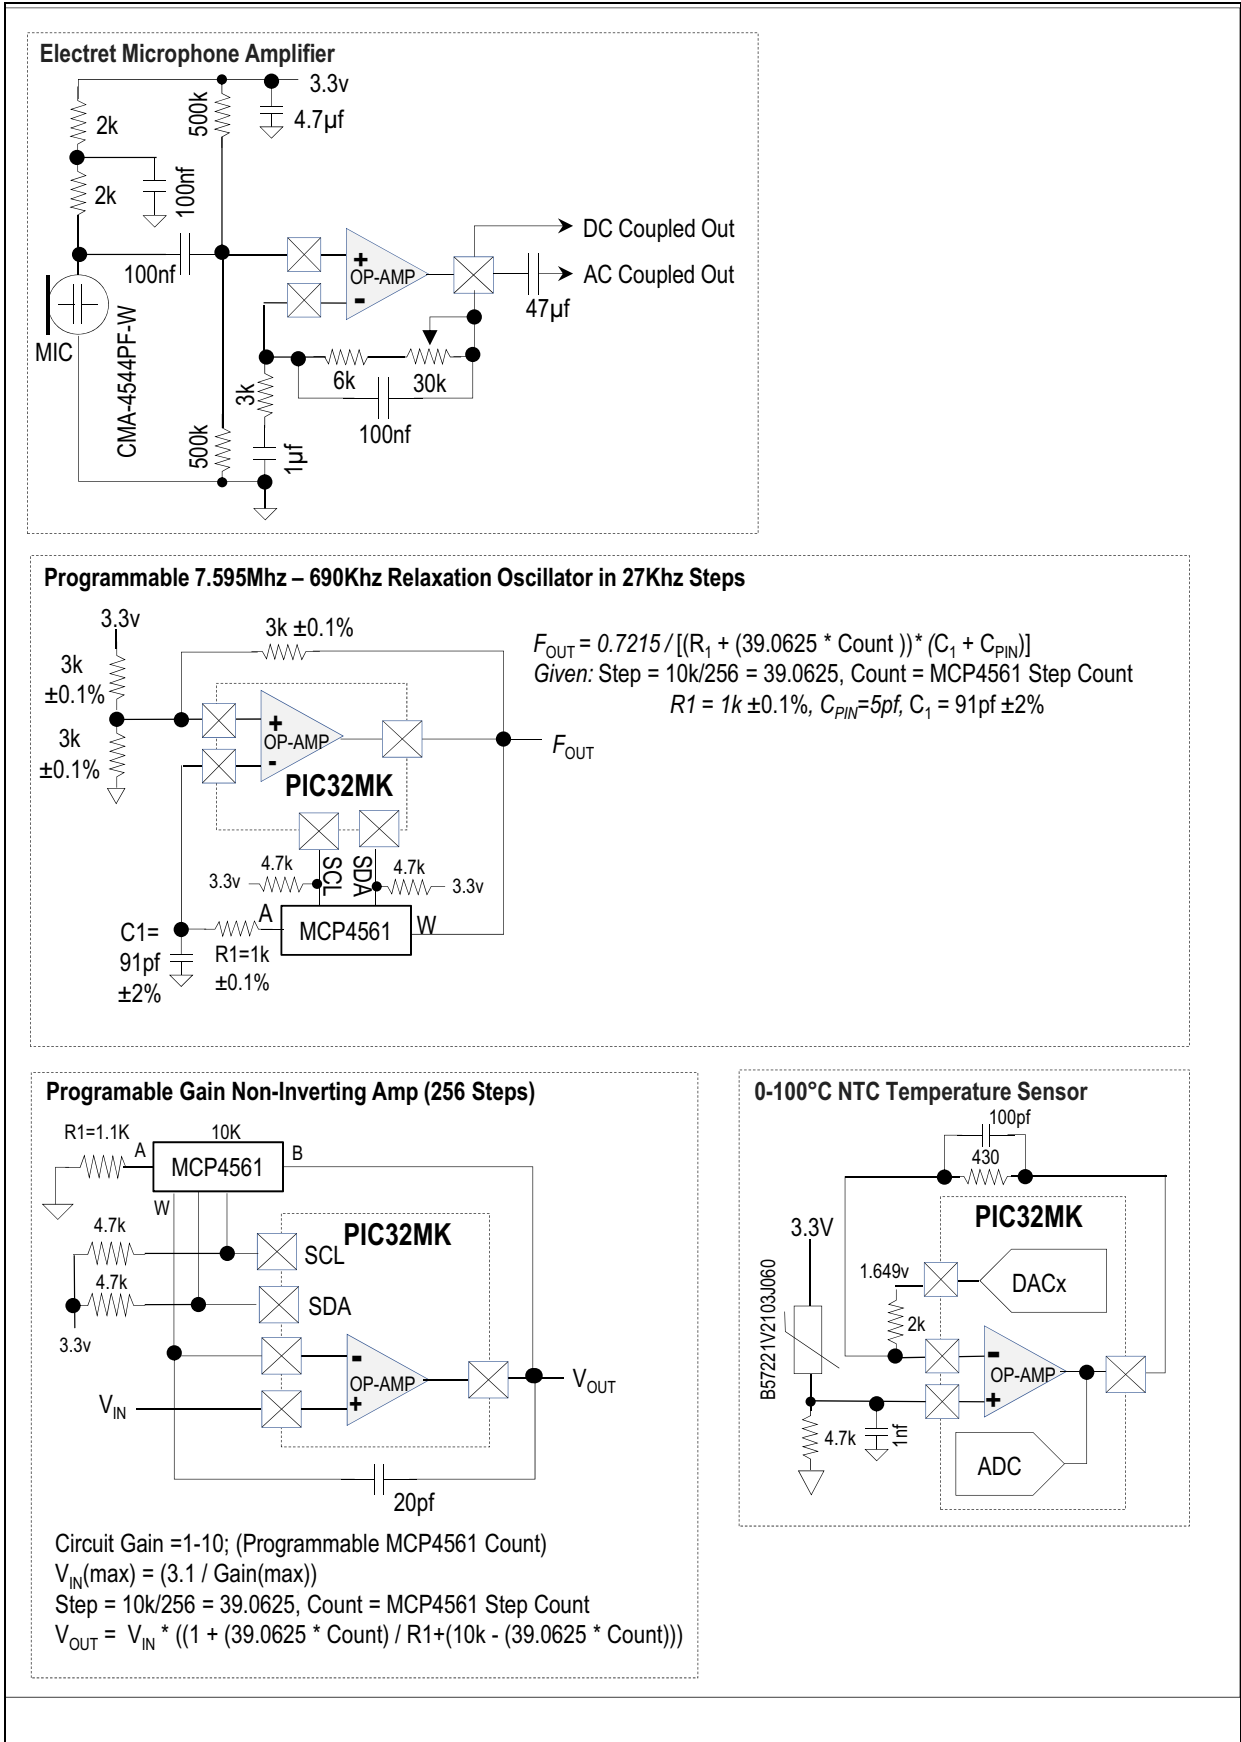 Electret Microphone Amplifier
3.3v
4.7µf
500k
2k
100nf
2k
DC Coupled Out
+
OP-AMP
AC Coupled Out
100nf
-
47µf
MIC
CMA-4544PF-W
6k
30k
3k
100nf
500k
1µf
Programmable 7.595Mhz – 690Khz Relaxation Oscillator in 27Khz Steps
3.3v
3k ±0.1%
F_OUT = 0.7215 / [(R1 + (39.0625 * Count ))* (C1 + CPIN)]
3k
±0.1%
Given: Step = 10k/256 = 39.0625, Count = MCP4561 Step Count
R1 = 1k ±0.1%, CPIN=5pf, C1 = 91pf ±2%
+
3k
±0.1%
OP-AMP
FOUT
-
PIC32MK
SCL
SDA
4.7k
4.7k
3.3v
3.3v
A
MCP4561
W
C1=
91pf
±2%
R1=1k
±0.1%
Programable Gain Non-Inverting Amp (256 Steps)
R1=1.1K
10K
A
MCP4561
B
W
PIC32MK
4.7k
SCL
4.7k
SDA
3.3v
-
OP-AMP
VOUT
VIN
+
20pf
Circuit Gain =1-10; (Programmable MCP4561 Count)
VIN(max) = (3.1 / Gain(max))
Step = 10k/256 = 39.0625, Count = MCP4561 Step Count
VOUT = VIN * ((1 + (39.0625 * Count) / R1+(10k - (39.0625 * Count)))
0-100°C NTC Temperature Sensor
100pf
430
PIC32MK
3.3V
1.649v
DACx
B57221V2103J060
2k
-
OP-AMP
+
4.7k
1nf
ADC